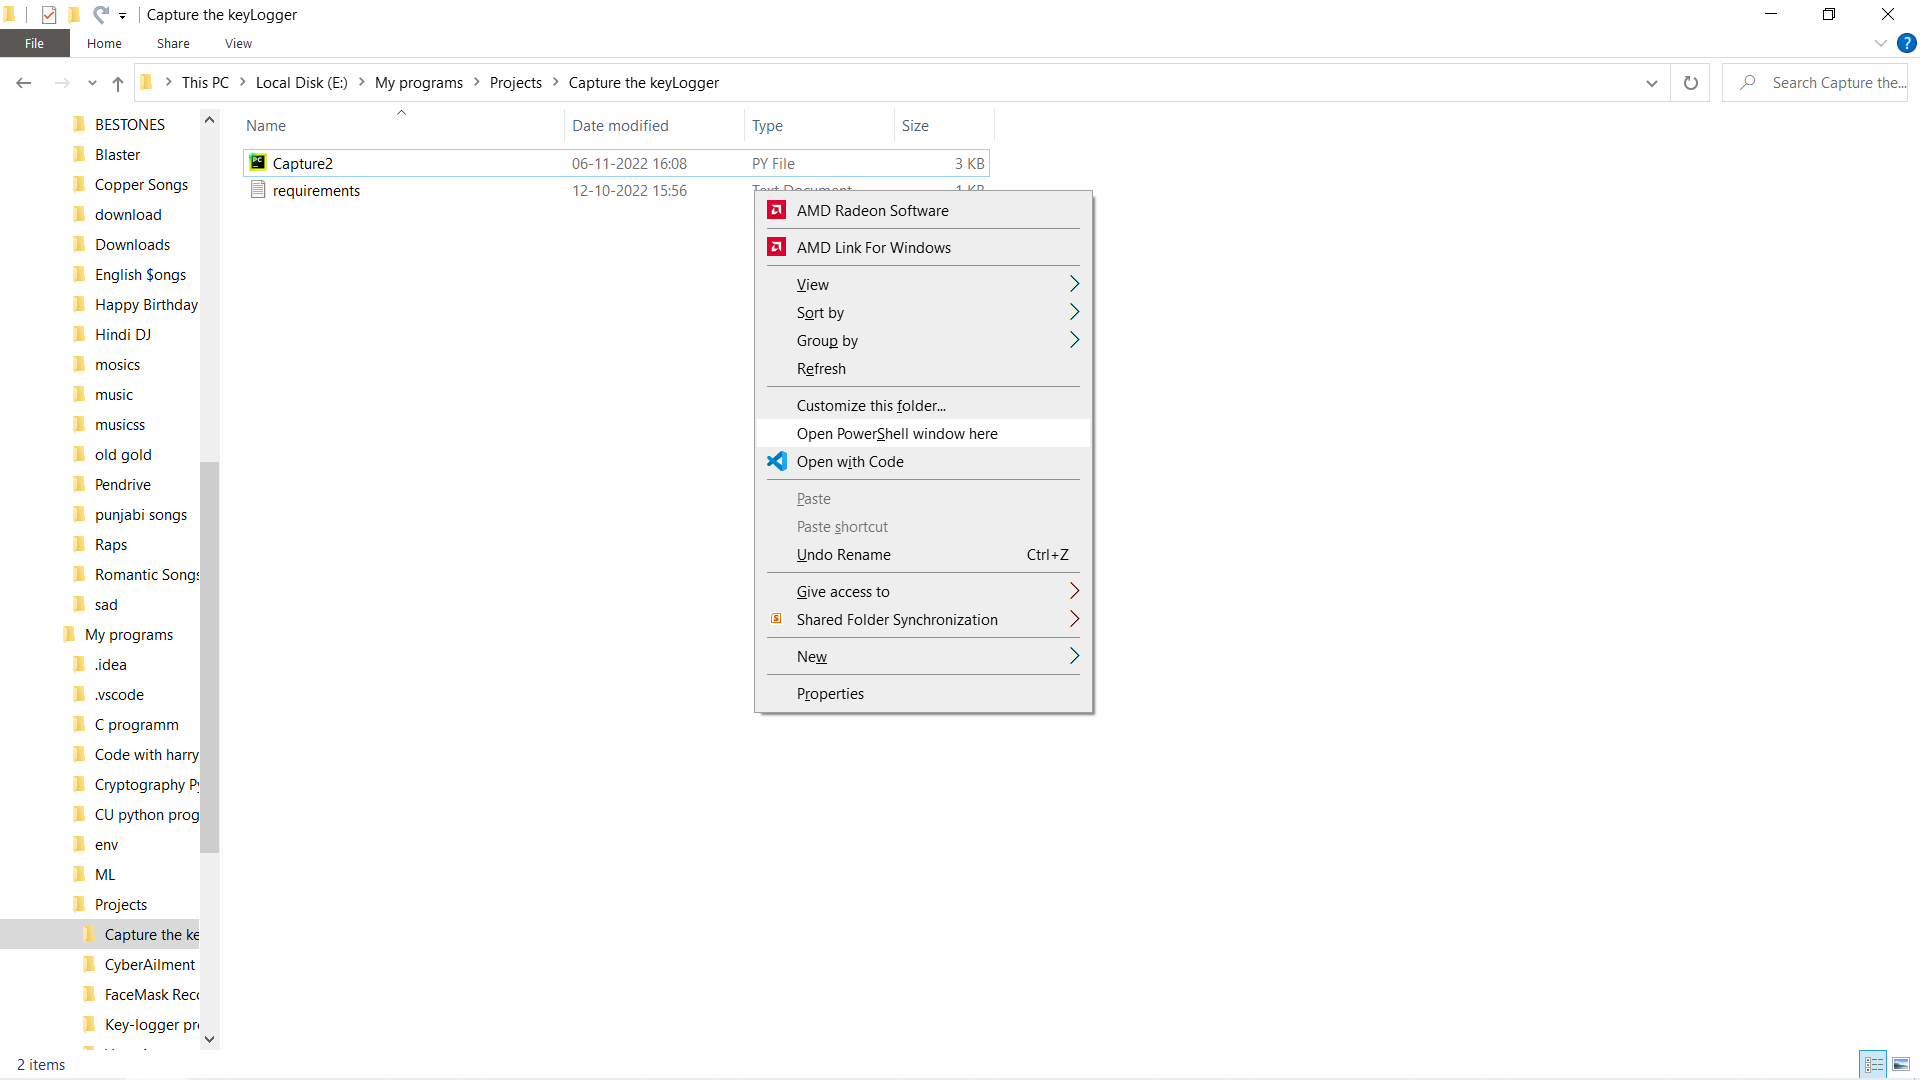 Capture the keyLogger
File Home Share View
This PC Local Disk (E:) My programs Projects Capture the keyLogger
Search Capture the...
Name Date modified Type Size
Capture2 06-11-2022 16:08 PY File 3 KB
requirements 12-10-2022 15:56 Text Document 1 KB
BESTONES
Blaster
Copper Songs
download
Downloads
English $ongs
Happy Birthday
Hindi DJ
mosics
music
musicss
old gold
Pendrive
punjabi songs
Raps
Romantic Songs
sad
My programs
.idea
.vscode
C programm
Code with harry
Cryptography Py
CU python prog
env
ML
Projects
Capture the ke
CyberAilment
FaceMask Reco
Key-logger pr
AMD Radeon Software
AMD Link For Windows
View
Sort by
Group by
Refresh
Customize this folder...
Open PowerShell window here
Open with Code
Paste
Paste shortcut
Undo Rename Ctrl+Z
Give access to
Shared Folder Synchronization
New
Properties
2 items